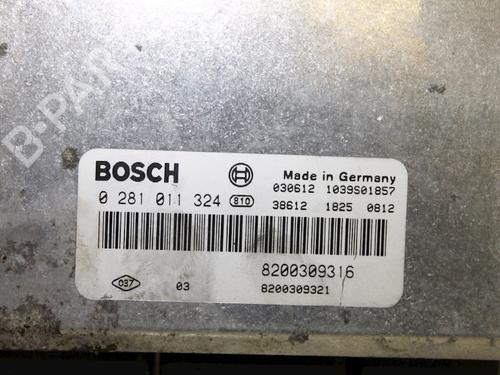 B-PARTS
BOSCH
Made in Germany
030612 1039S01857
0 281 011 324 810
38612 1825 0812
8200309316
037 03 8200309321